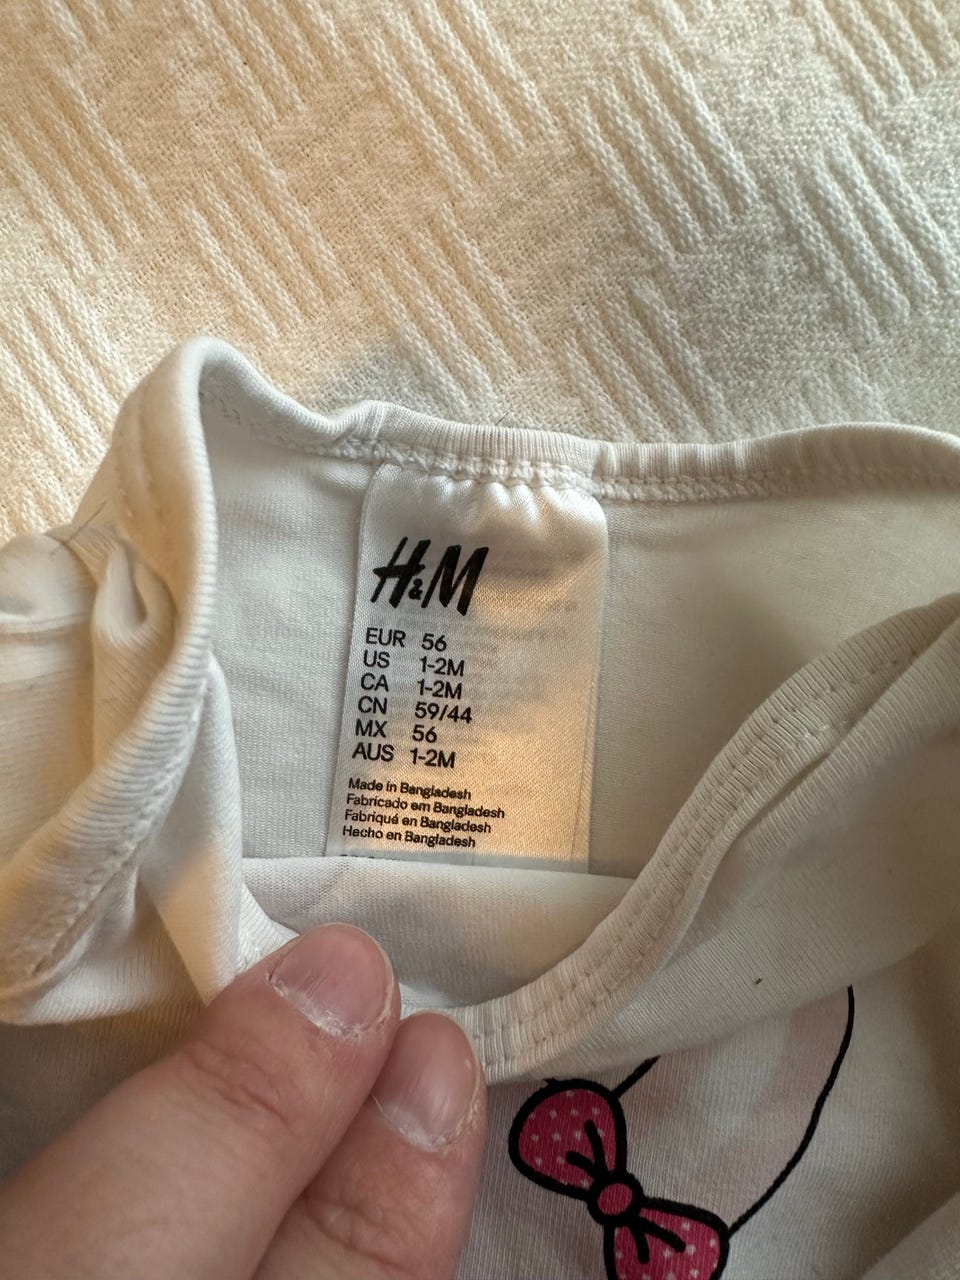 H&M
EUR 56
US 1-2M
CA 1-2M
CN 59/44
MX 56
AUS 1-2M
Made in Bangladesh
Fabricado em Bangladesh
Fabriqué en Bangladesh
Hecho en Bangladesh